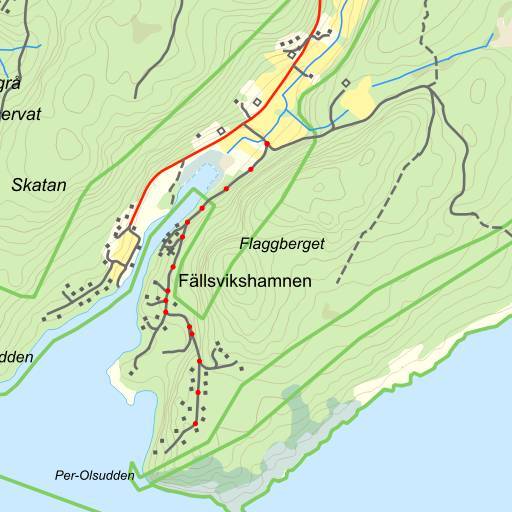 Skatan
Flaggberget
Fällsvikshamnen
Per-Olsudden